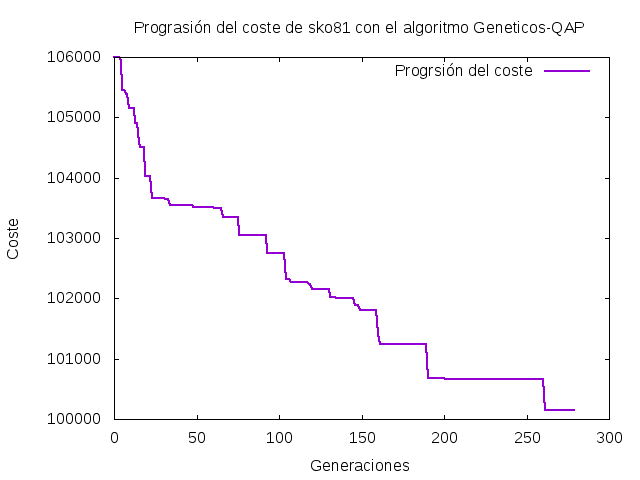 Prograsión del coste de sko81 con el algoritmo Geneticos-QAP
Progrsión del coste
106000
105000
104000
103000
102000
101000
100000
Coste
0 50 100 150 200 250 300
Generaciones